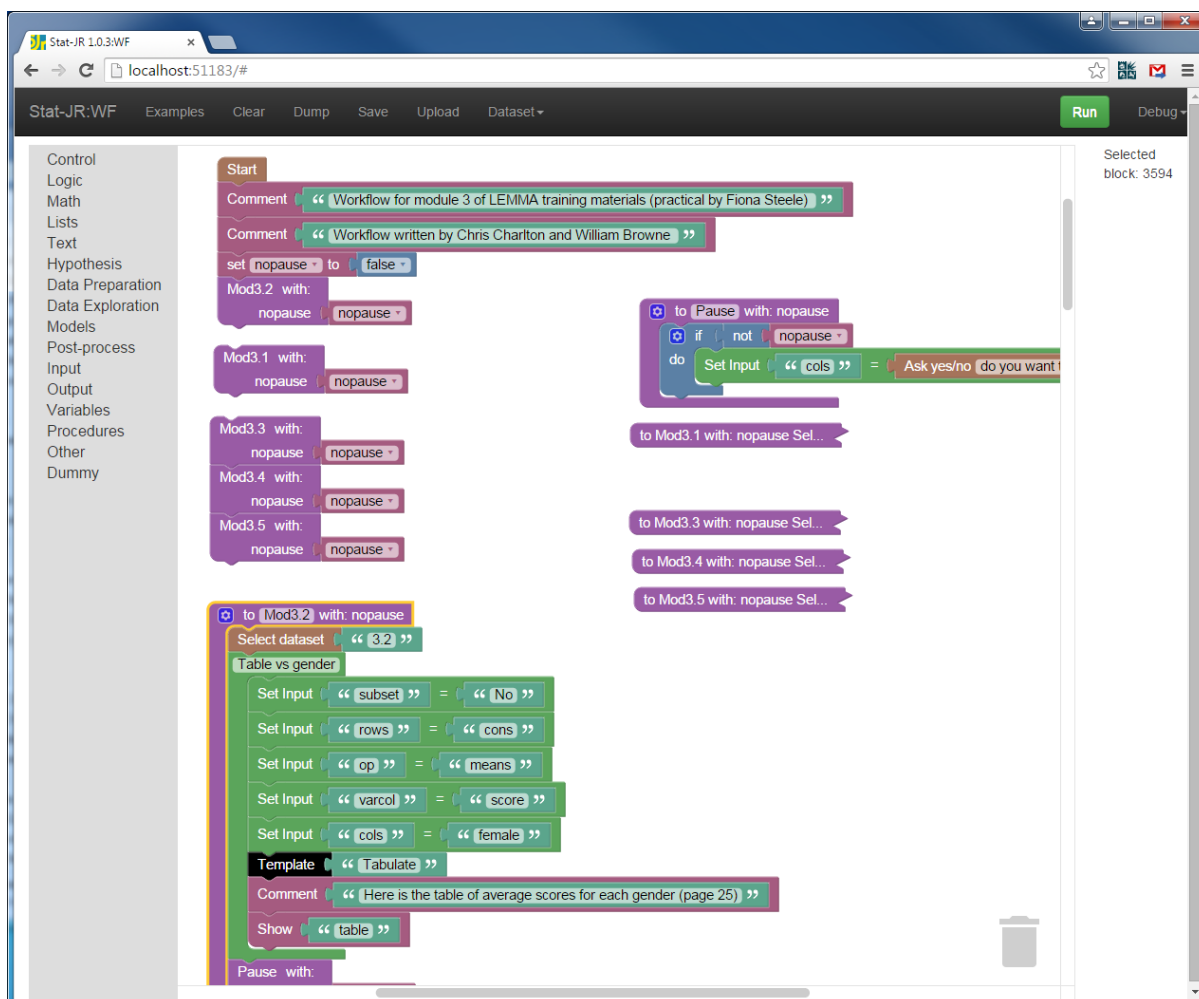 Stat-JR 1.0.3:WF
localhost:51183/#
Stat-JR:WF Examples Clear Dump Save Upload Dataset Run Debug
Control
Logic
Math
Lists
Text
Hypothesis
Data Preparation
Data Exploration
Models
Post-process
Input
Output
Variables
Procedures
Other
Dummy
Start
Comment “ Workflow for module 3 of LEMMA training materials (practical by Fiona Steele) ”
Comment “ Workflow written by Chris Charlton and William Browne ”
set nopause to false
Mod3.2 with:
nopause nopause
Mod3.1 with:
nopause nopause
Mod3.3 with:
nopause nopause
Mod3.4 with:
nopause nopause
Mod3.5 with:
nopause nopause
to Pause with: nopause
if not nopause
do Set Input “ cols ” = Ask yes/no do you want
to Mod3.1 with: nopause Sel...
to Mod3.3 with: nopause Sel...
to Mod3.4 with: nopause Sel...
to Mod3.5 with: nopause Sel...
to Mod3.2 with: nopause
Select dataset “ 3.2 ”
Table vs gender
Set Input “ subset ” = “ No ”
Set Input “ rows ” = “ cons ”
Set Input “ op ” = “ means ”
Set Input “ varcol ” = “ score ”
Set Input “ cols ” = “ female ”
Template “ Tabulate ”
Comment “ Here is the table of average scores for each gender (page 25) ”
Show “ table ”
Pause with:
Selected
block: 3594